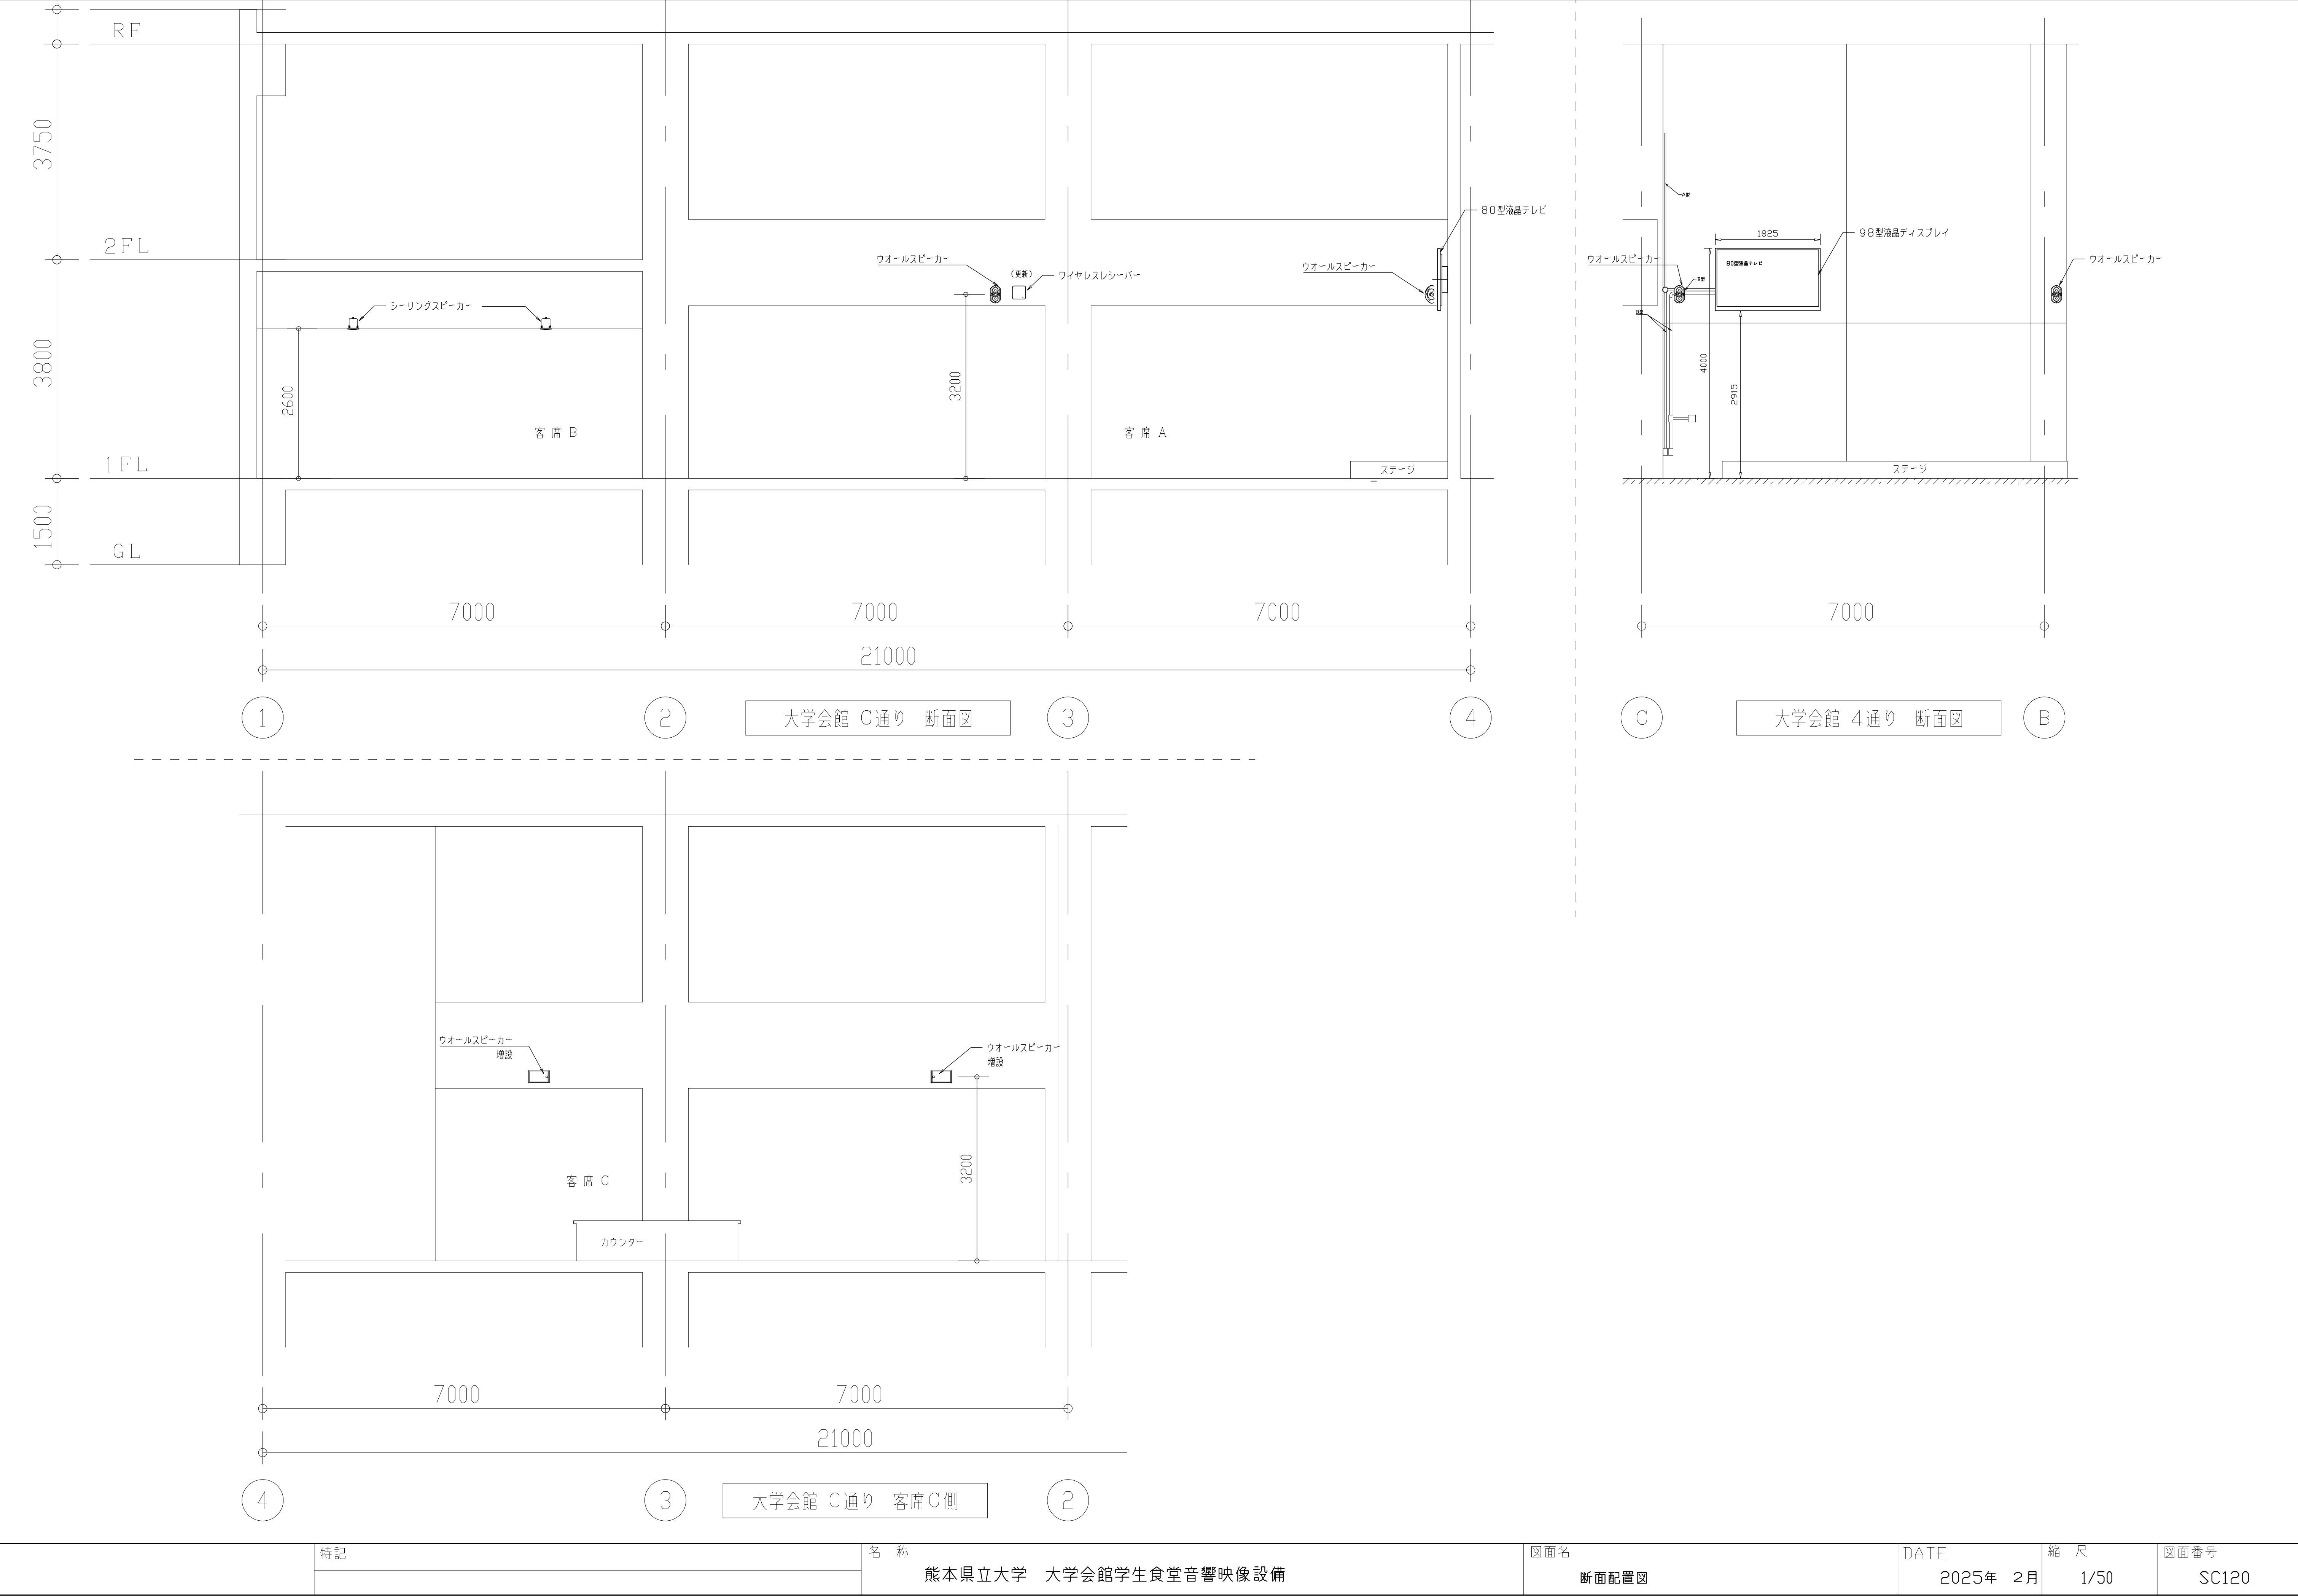 RF
3750
2FL
3800
1FL
1500
GL
シーリングスピーカー
2600
客席B
ウオールスピーカー
(更新)
ワイヤレスレシーバー
3200
客席A
ウオールスピーカー
80型液晶テレビ
ステージ
7000
7000
7000
21000
1
2
大学会館 C通り 断面図
3
4
A型
1825
98型液晶ディスプレイ
80型液晶テレビ
ウオールスピーカー
B型
ウオールスピーカー
4000
2915
ステージ
7000
C
大学会館 4通り 断面図
B
ウオールスピーカー
増設
ウオールスピーカー
増設
3200
客席C
カウンター
7000
7000
21000
4
3
大学会館 C通り 客席C側
2
特記
名 称
熊本県立大学 大学会館学生食堂音響映像設備
図面名
断面配置図
DATE
2025年 2月
縮 尺
1/50
図面番号
SC120